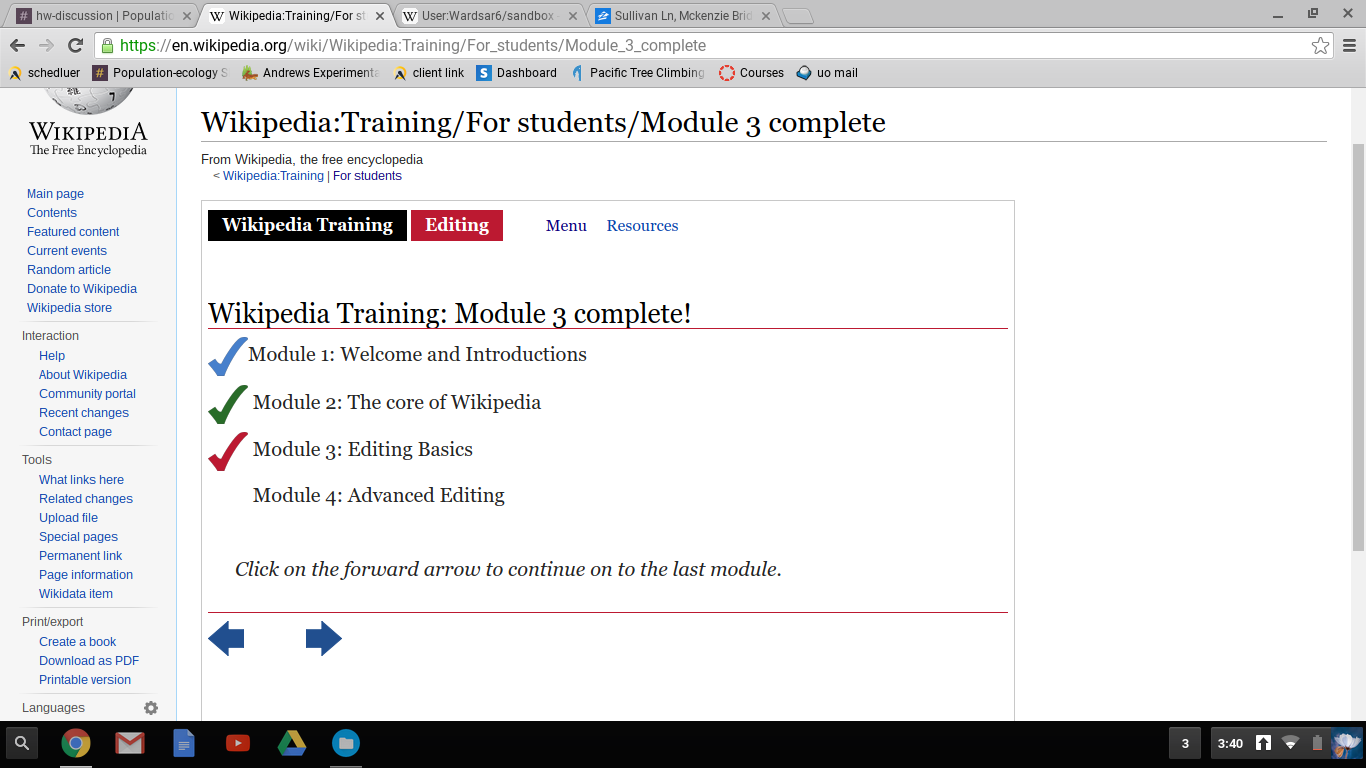 hw-discussion | Populatio
Wikipedia:Training/For st
User:Wardsar6/sandbox
Sullivan Ln, Mckenzie Brid
https://en.wikipedia.org/wiki/Wikipedia:Training/For_students/Module_3_complete
schedluer
Population-ecology S
Andrews Experimenta
client link
Dashboard
Pacific Tree Climbing
Courses
uo mail
WIKIPEDIA
The Free Encyclopedia
Main page
Contents
Featured content
Current events
Random article
Donate to Wikipedia
Wikipedia store
Interaction
Help
About Wikipedia
Community portal
Recent changes
Contact page
Tools
What links here
Related changes
Upload file
Special pages
Permanent link
Page information
Wikidata item
Print/export
Create a book
Download as PDF
Printable version
Languages
Wikipedia:Training/For students/Module 3 complete
From Wikipedia, the free encyclopedia
< Wikipedia:Training | For students
Wikipedia Training Editing Menu Resources
Wikipedia Training: Module 3 complete!
Module 1: Welcome and Introductions
Module 2: The core of Wikipedia
Module 3: Editing Basics
Module 4: Advanced Editing
Click on the forward arrow to continue on to the last module.
3
3:40